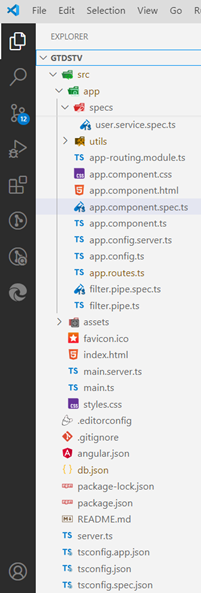 File Edit Selection View Go
EXPLORER
GTDSTV
src
app
specs
user.service.spec.ts
utils
app-routing.module.ts
app.component.css
app.component.html
app.component.spec.ts
app.component.ts
app.config.server.ts
app.config.ts
app.routes.ts
filter.pipe.spec.ts
filter.pipe.ts
assets
favicon.ico
index.html
main.server.ts
main.ts
styles.css
.editorconfig
.gitignore
angular.json
db.json
package-lock.json
package.json
README.md
server.ts
tsconfig.app.json
tsconfig.json
tsconfig.spec.json
12